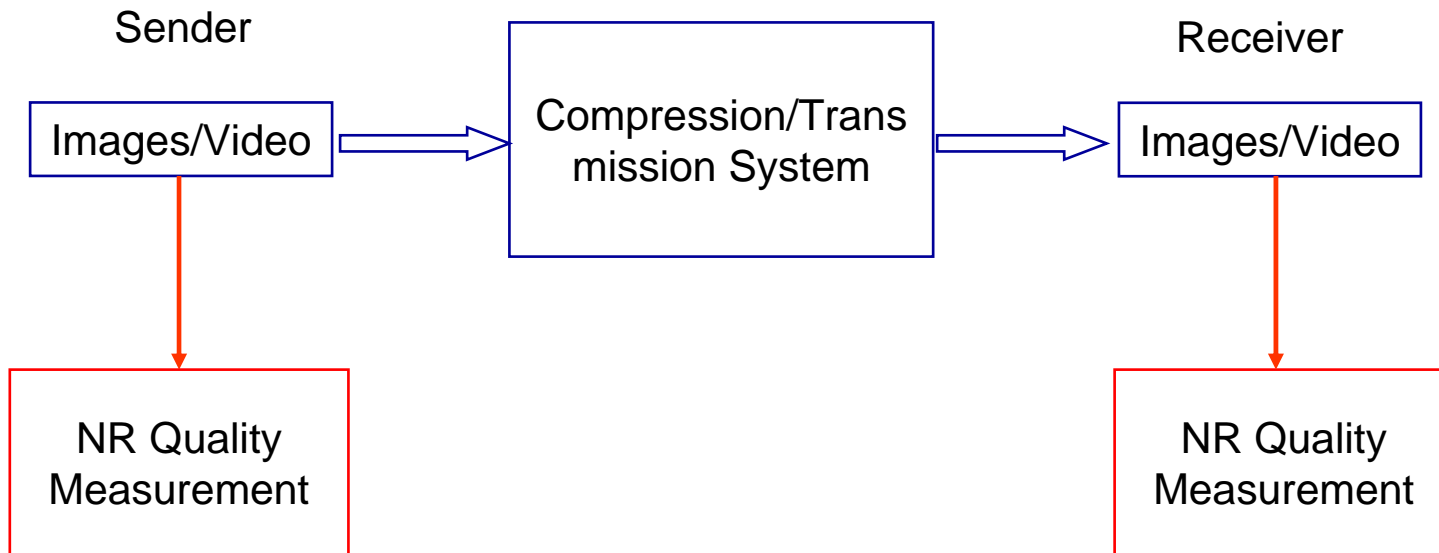 Sender
Receiver
Images/Video
Compression/Trans
mission System
Images/Video
NR Quality
Measurement
NR Quality
Measurement